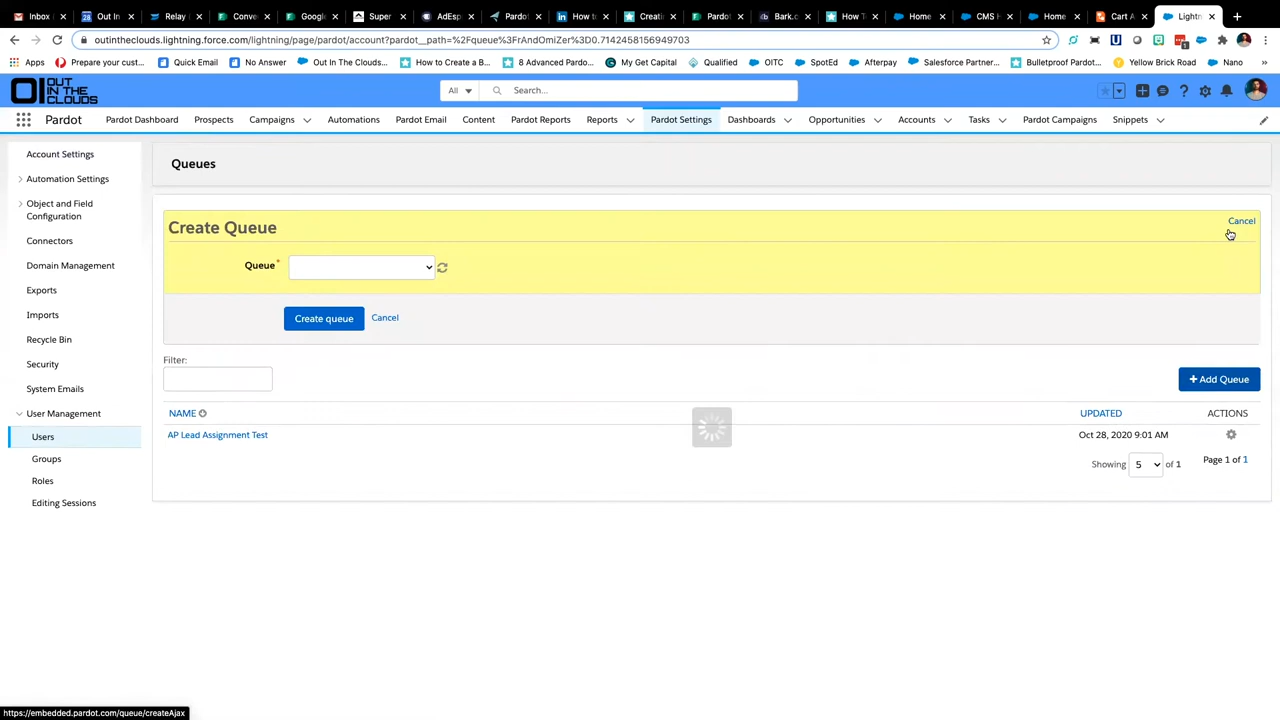 Inbox
Out In
Relay
Conve
Google
Super
AdEsp
Pardot
How to
Creatin
Pardot
Bark.c
How T
Home
CMS H
Home
Cart A
Lightn
outintheclouds.lightning.force.com/lightning/page/pardot/account?pardot__path=%2Fqueue%3FrAndOmiZer%3D0.7142458156949703
Apps
Prepare your cust...
Quick Email
No Answer
Out In The Clouds...
How to Create a B...
8 Advanced Pardo...
My Get Capital
Qualified
OITC
SpotEd
Afterpay
Salesforce Partner...
Bulletproof Pardot...
Yellow Brick Road
Nano
»
OUT IN THE CLOUDS
All
Search...
Pardot
Pardot Dashboard
Prospects
Campaigns
Automations
Pardot Email
Content
Pardot Reports
Reports
Pardot Settings
Dashboards
Opportunities
Accounts
Tasks
Pardot Campaigns
Snippets
Account Settings
Automation Settings
Object and Field
Configuration
Connectors
Domain Management
Exports
Imports
Recycle Bin
Security
System Emails
User Management
Users
Groups
Roles
Editing Sessions
Queues
Create Queue
Cancel
Queue *
Create queue
Cancel
Filter:
+ Add Queue
NAME
UPDATED
ACTIONS
AP Lead Assignment Test
Oct 28, 2020 9:01 AM
Showing 5 of 1
Page 1 of 1
https://embedded.pardot.com/queue/createAjax